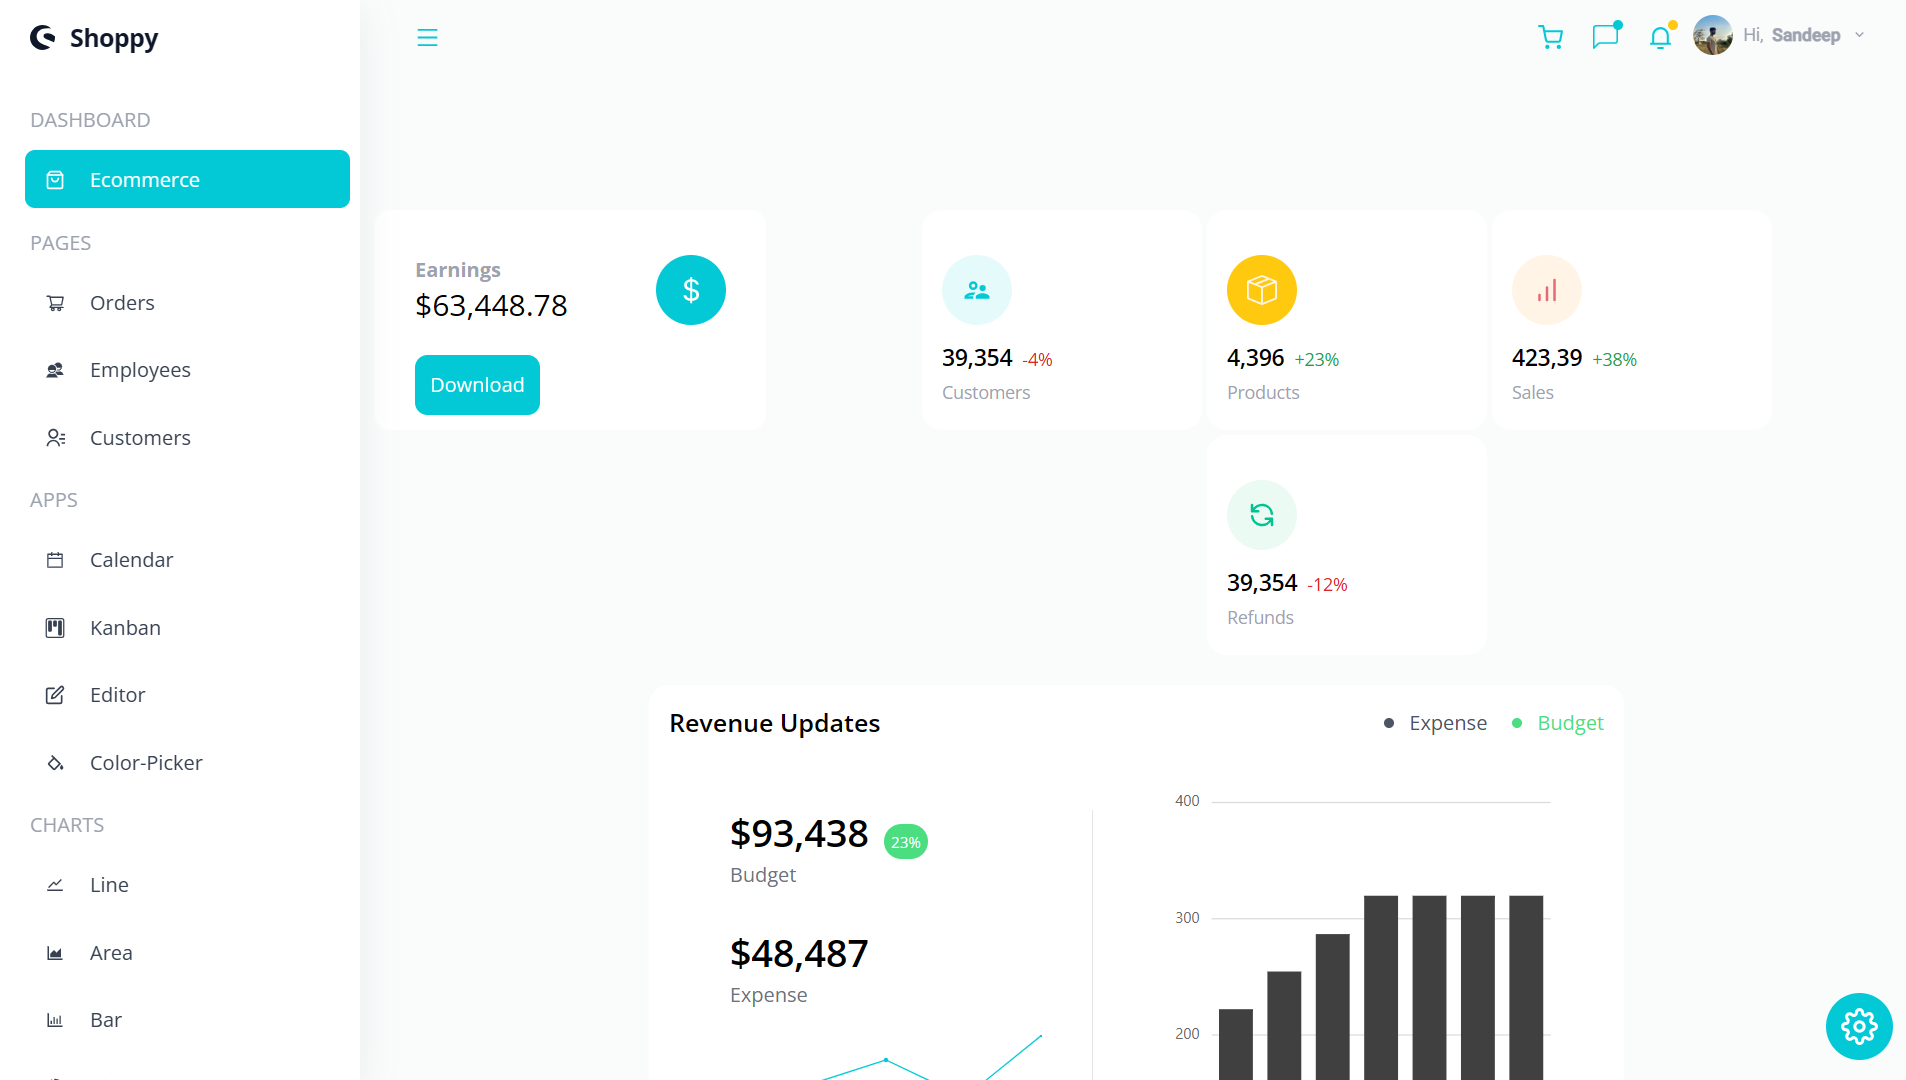 Shoppy
Hi, Sandeep
DASHBOARD
Ecommerce
PAGES
Orders
Employees
Customers
APPS
Calendar
Kanban
Editor
Color-Picker
CHARTS
Line
Area
Bar
Earnings
$63,448.78
$
Download
39,354 -4%
Customers
4,396 +23%
Products
423,39 +38%
Sales
39,354 -12%
Refunds
Revenue Updates
Expense
Budget
$93,438 23%
Budget
$48,487
Expense
400
300
200